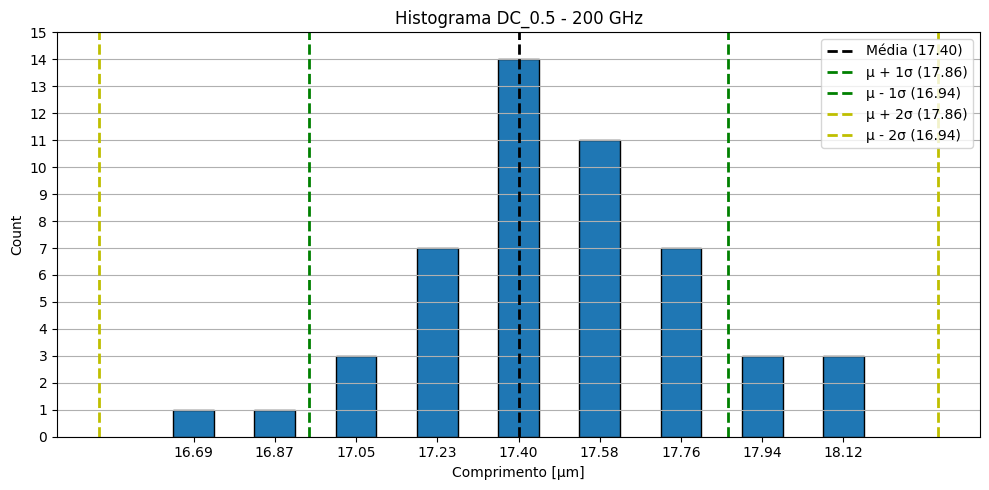 Histograma DC_0.5 - 200 GHz
Média (17.40)
μ + 1σ (17.86)
μ - 1σ (16.94)
μ + 2σ (17.86)
μ - 2σ (16.94)
Count
15
14
13
12
11
10
9
8
7
6
5
4
3
2
1
0
16.69 16.87 17.05 17.23 17.40 17.58 17.76 17.94 18.12
Comprimento [μm]